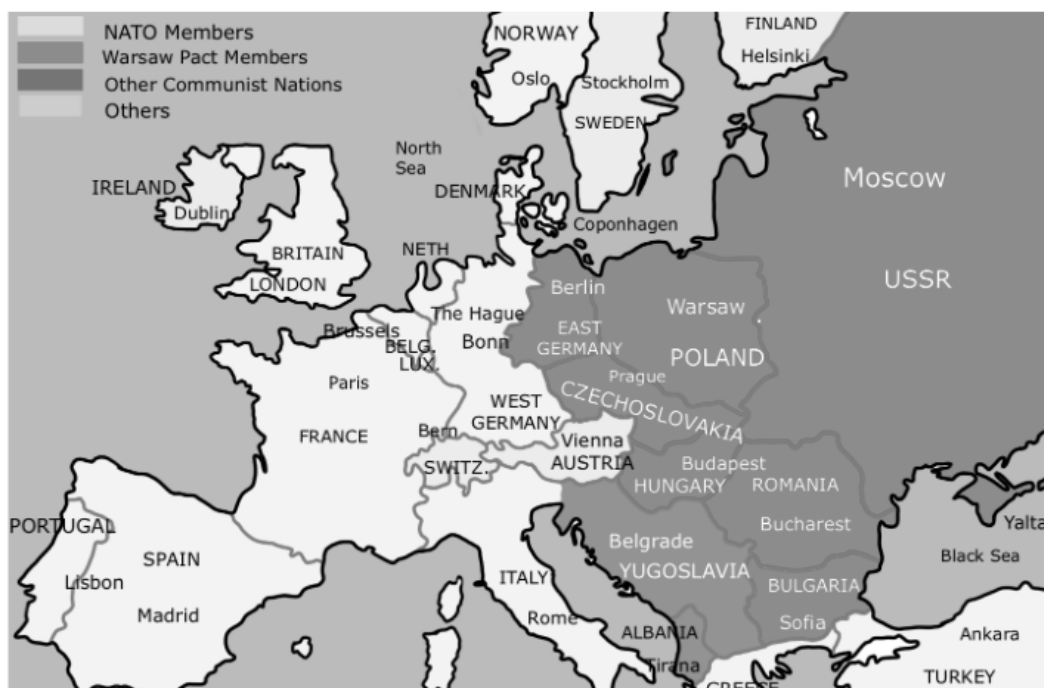 NATO Members
Warsaw Pact Members
Other Communist Nations
Others
NORWAY
Oslo
Stockholm
SWEDEN
FINLAND
Helsinki
North
Sea
IRELAND
Dublin
DENMARK
Coponhagen
Moscow
BRITAIN
LONDON
NETH
USSR
Berlin
Warsaw
The Hague
Brussels
BELG.
LUX.
Bonn
EAST
GERMANY
POLAND
Paris
Prague
CZECHOSLOVAKIA
FRANCE
WEST
GERMANY
Bern
SWITZ.
Vienna
AUSTRIA
Budapest
HUNGARY
ROMANIA
Bucharest
Yalta
PORTUGAL
SPAIN
Lisbon
Madrid
Belgrade
YUGOSLAVIA
Black Sea
ITALY
Rome
BULGARIA
Sofia
ALBANIA
Tirana
Ankara
TURKEY
GREECE